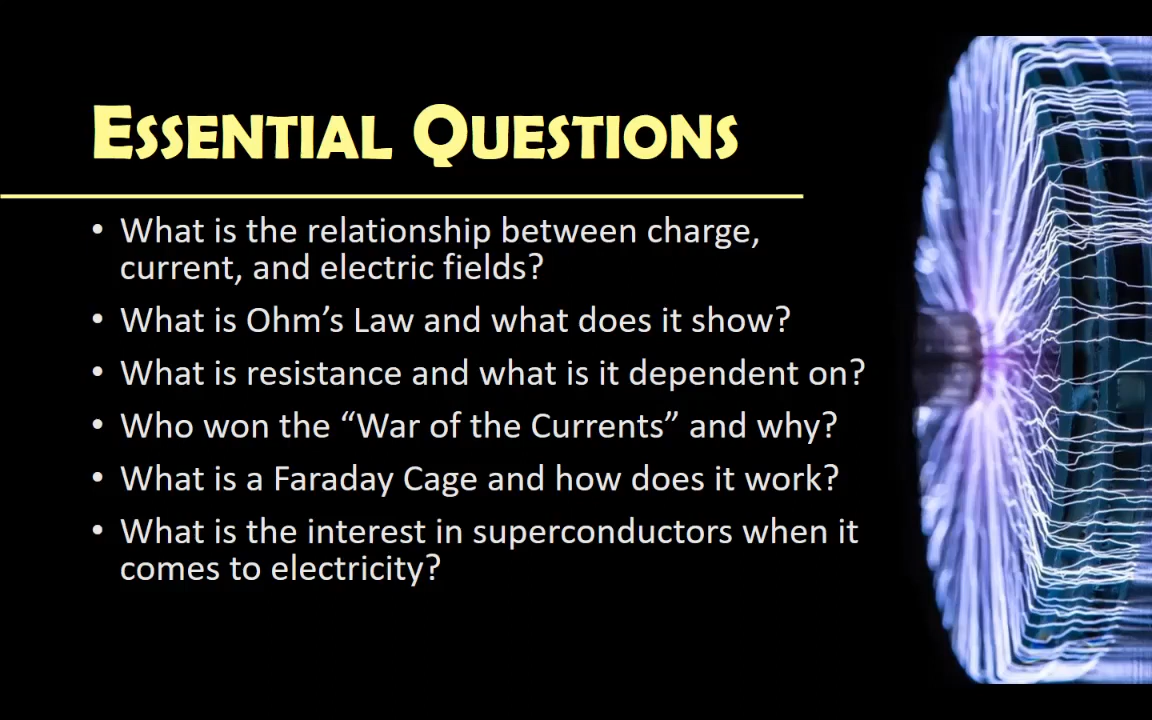 ESSENTIAL QUESTIONS
• What is the relationship between charge,
current, and electric fields?
• What is Ohm’s Law and what does it show?
• What is resistance and what is it dependent on?
• Who won the “War of the Currents” and why?
• What is a Faraday Cage and how does it work?
• What is the interest in superconductors when it
comes to electricity?